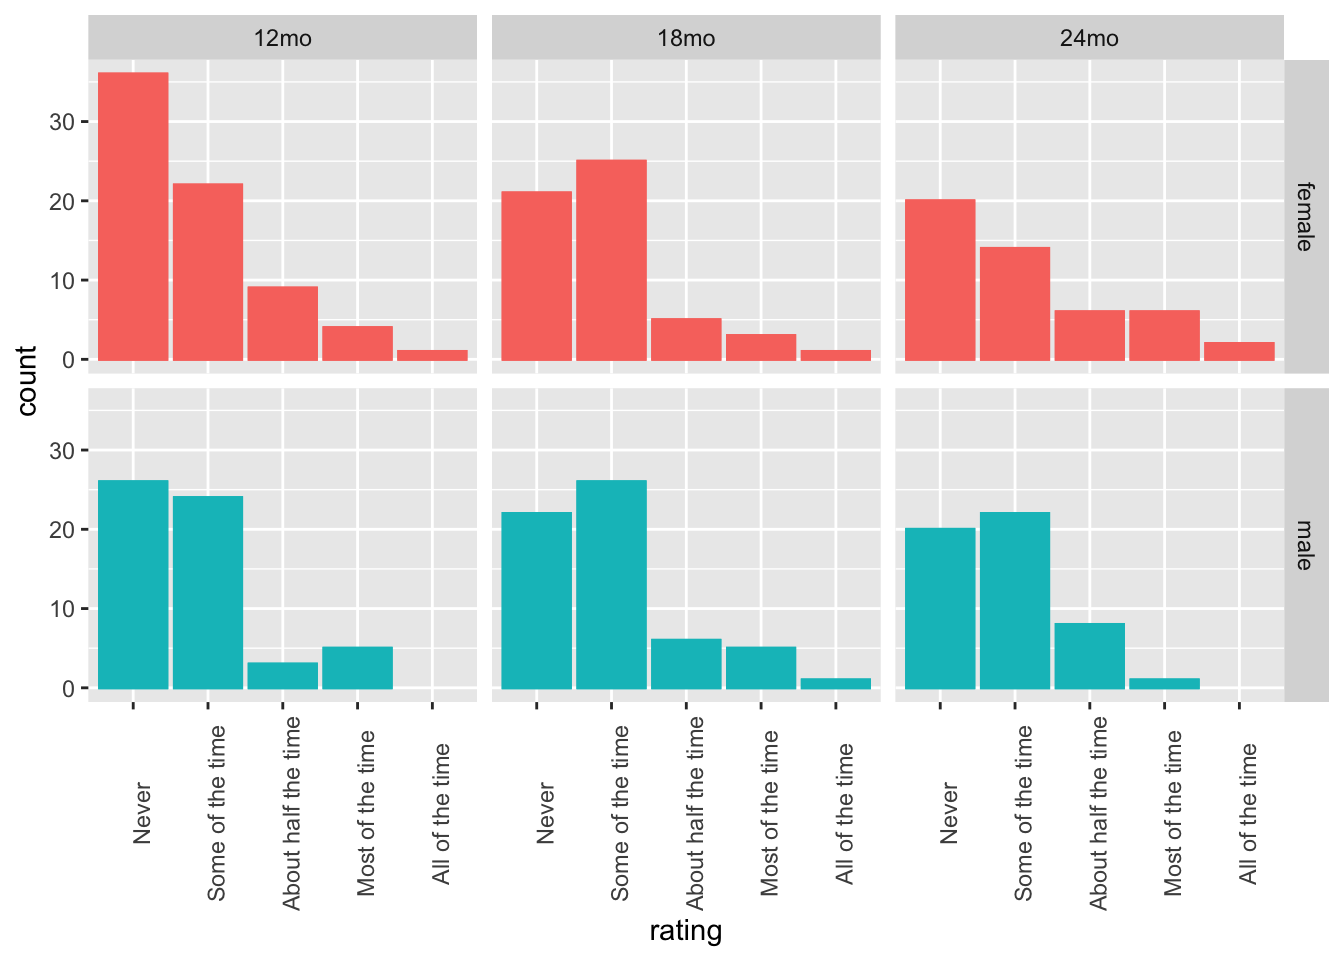 12mo
18mo
24mo
30
20
10
0
female
count
30
20
10
0
male
Never
Some of the time
About half the time
Most of the time
All of the time
Never
Some of the time
About half the time
Most of the time
All of the time
Never
Some of the time
About half the time
Most of the time
All of the time
rating